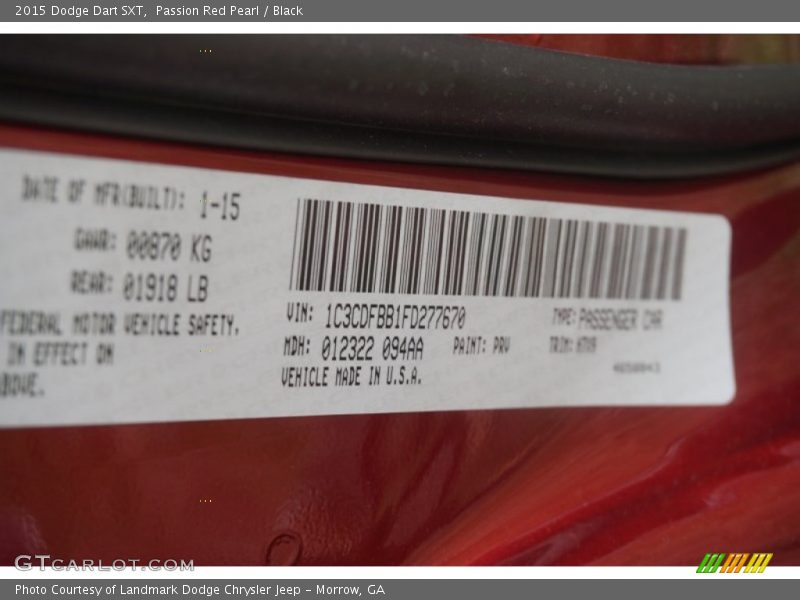 2015 Dodge Dart SXT,  Passion Red Pearl / Black
DATE OF MFR(BUILT): 1-15
GAWR: 00870 KG
REAR: 01918 LB
FEDERAL MOTOR VEHICLE SAFETY,
IN EFFECT ON
ABOVE.
VIN: 1C3CDFBB1FD277670
TYPE: PASSENGER CAR
MDH: 012322 094AA
PAINT: PRV
TRIM:
VEHICLE MADE IN U.S.A.
GTCARLOT.COM
Photo Courtesy of Landmark Dodge Chrysler Jeep - Morrow, GA